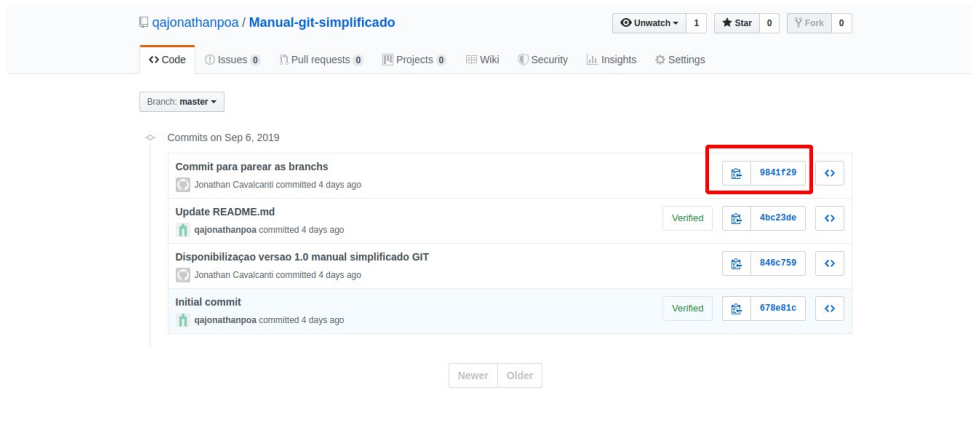 qajonathanpoa / Manual-git-simplificado
Unwatch 1 Star 0 Fork 0
Code Issues 0 Pull requests 0 Projects 0 Wiki Security Insights Settings
Branch: master
Commits on Sep 6, 2019
Commit para parear as branchs
9841f29
Jonathan Cavalcanti committed 4 days ago
Update README.md
Verified 4bc23de
qajonathanpoa committed 4 days ago
Disponibilizaçao versao 1.0 manual simplificado GIT
846c759
Jonathan Cavalcanti committed 4 days ago
Initial commit
Verified 678e81c
qajonathanpoa committed 4 days ago
Newer Older